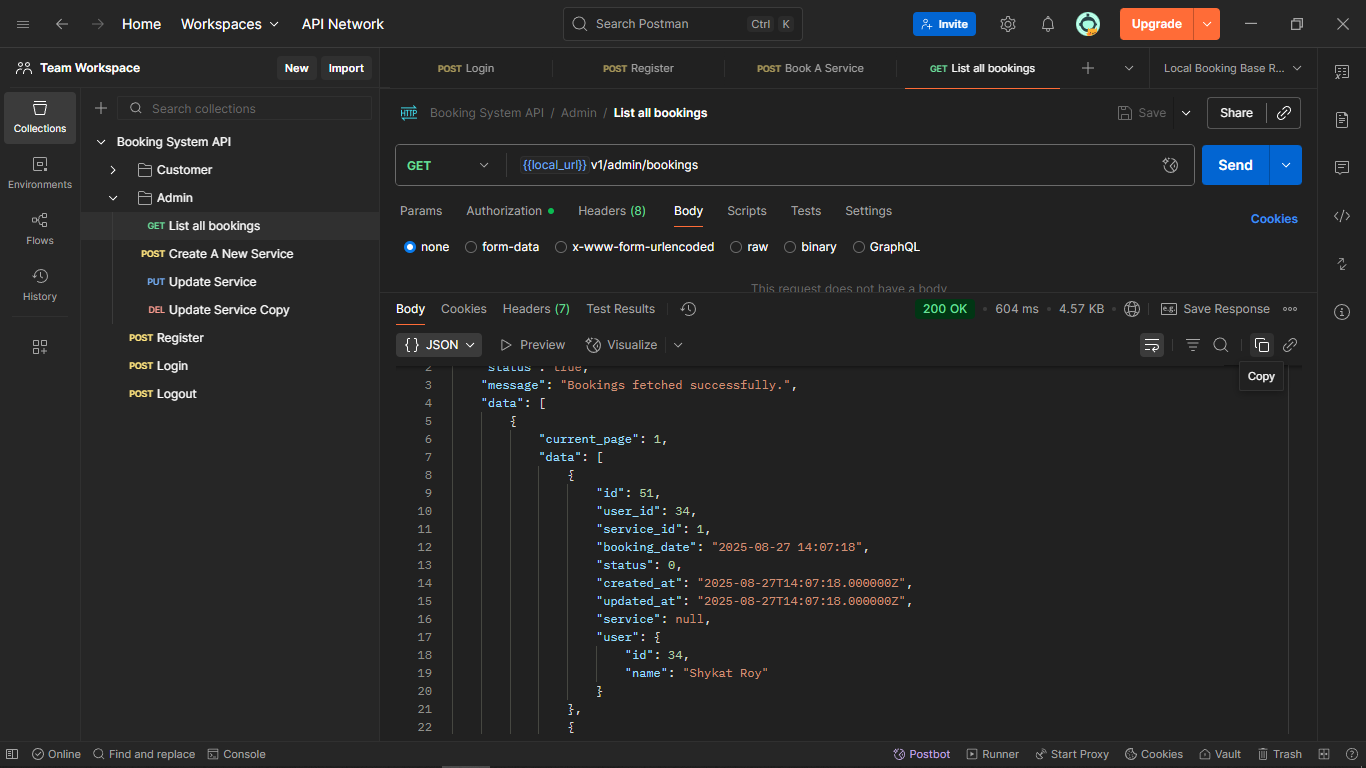 Home Workspaces API Network Search Postman Ctrl K Invite Upgrade
Team Workspace New Import
POST Login POST Register POST Book A Service GET List all bookings Local Booking Base R...
Collections
Environments
Flows
History
Search collections
Booking System API
Customer
Admin
GET List all bookings
POST Create A New Service
PUT Update Service
DEL Update Service Copy
POST Register
POST Login
POST Logout
HTTP Booking System API / Admin / List all bookings Save Share
GET {{local_url}} v1/admin/bookings Send
Params Authorization Headers (8) Body Scripts Tests Settings Cookies
none form-data x-www-form-urlencoded raw binary GraphQL
This request does not have a body
Body Cookies Headers (7) Test Results 200 OK • 604 ms • 4.57 KB e.g. Save Response
{} JSON Preview Visualize
Copy
2 "status": true,
3 "message": "Bookings fetched successfully.",
4 "data": [
5 {
6 "current_page": 1,
7 "data": [
8 {
9 "id": 51,
10 "user_id": 34,
11 "service_id": 1,
12 "booking_date": "2025-08-27 14:07:18",
13 "status": 0,
14 "created_at": "2025-08-27T14:07:18.000000Z",
15 "updated_at": "2025-08-27T14:07:18.000000Z",
16 "service": null,
17 "user": {
18 "id": 34,
19 "name": "Shykat Roy"
20 }
21 },
22 {
Online Find and replace Console Postbot Runner Start Proxy Cookies Vault Trash